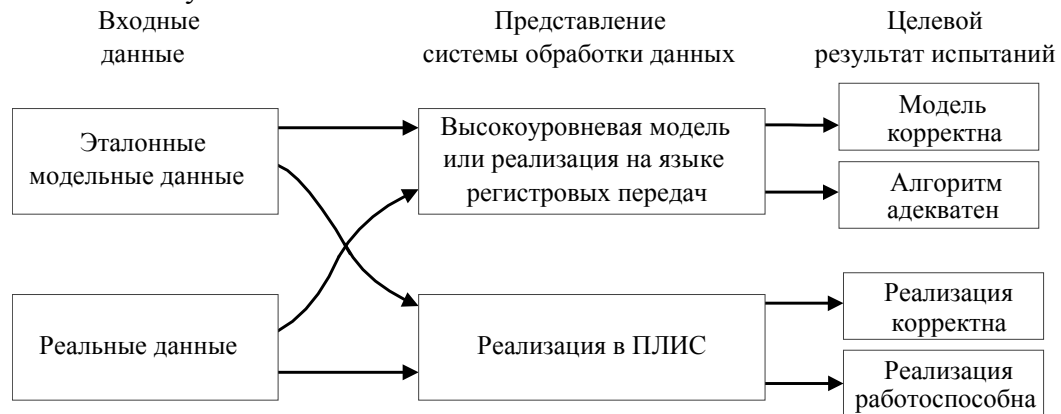 Входные
данные
Представление
системы обработки данных
Целевой
результат испытаний
Эталонные
модельные данные
Высокоуровневая модель
или реализация на языке
регистровых передач
Модель
корректна
Алгоритм
адекватен
Реальные данные
Реализация в ПЛИС
Реализация
корректна
Реализация
работоспособна